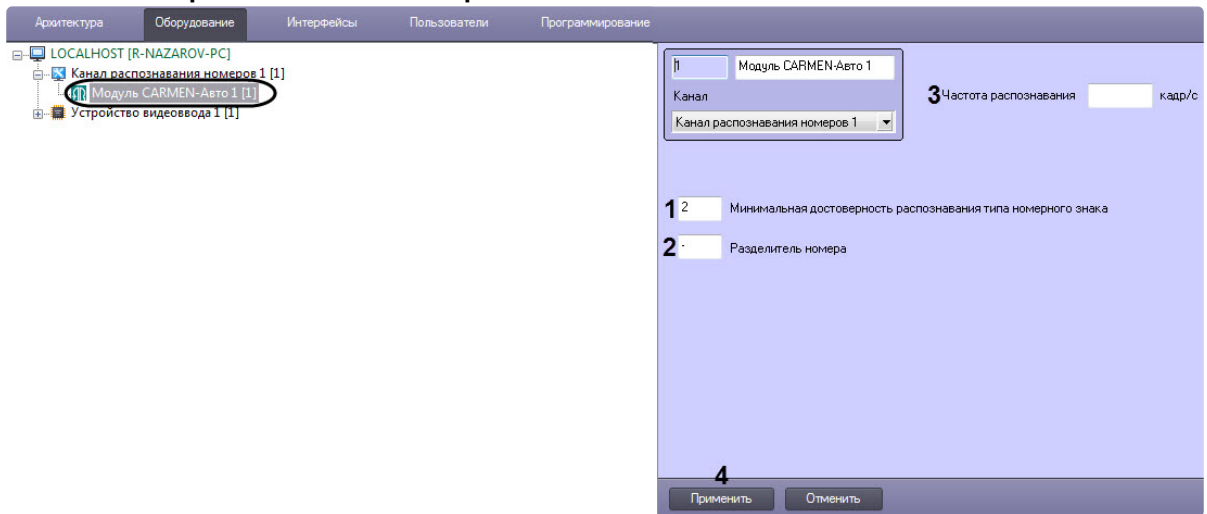 Архитектура Оборудование Интерфейсы Пользователи Программирование
LOCALHOST [R-NAZAROV-PC]
Канал распознавания номеров 1 [1]
Модуль CARMEN-Авто 1 [1]
Устройство видеоввода 1 [1]
1 Модуль CARMEN-Авто 1
Канал
Канал распознавания номеров 1
3 Частота распознавания кадр/с
1 2 Минимальная достоверность распознавания типа номерного знака
2 - Разделитель номера
4
Применить Отменить